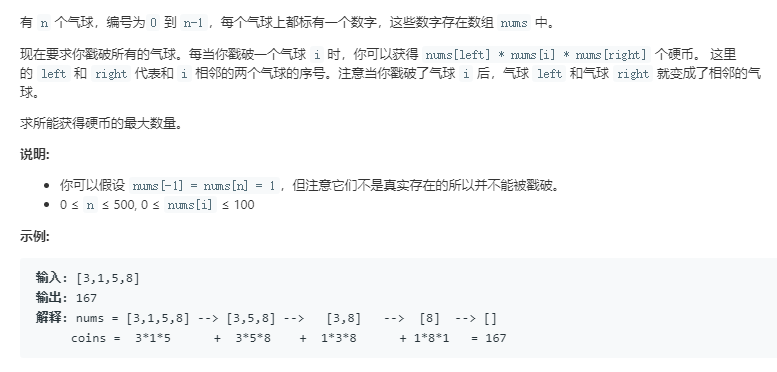 有 n 个气球，编号为 0 到 n-1，每个气球上都标有一个数字，这些数字存在数组 nums 中。
现在要求你戳破所有的气球。每当你戳破一个气球 i 时，你可以获得 nums[left] * nums[i] * nums[right] 个硬币。 这里
的 left 和 right 代表和 i 相邻的两个气球的序号。注意当你戳破了气球 i 后，气球 left 和气球 right 就变成了相邻的气
球。
求所能获得硬币的最大数量。
说明:
• 你可以假设 nums[-1] = nums[n] = 1，但注意它们不是真实存在的所以并不能被戳破。
• 0 ≤ n ≤ 500, 0 ≤ nums[i] ≤ 100
示例:
输入: [3,1,5,8]
输出: 167
解释: nums = [3,1,5,8] --> [3,5,8] --> [3,8] --> [8] --> []
coins = 3*1*5 + 3*5*8 + 1*3*8 + 1*8*1 = 167